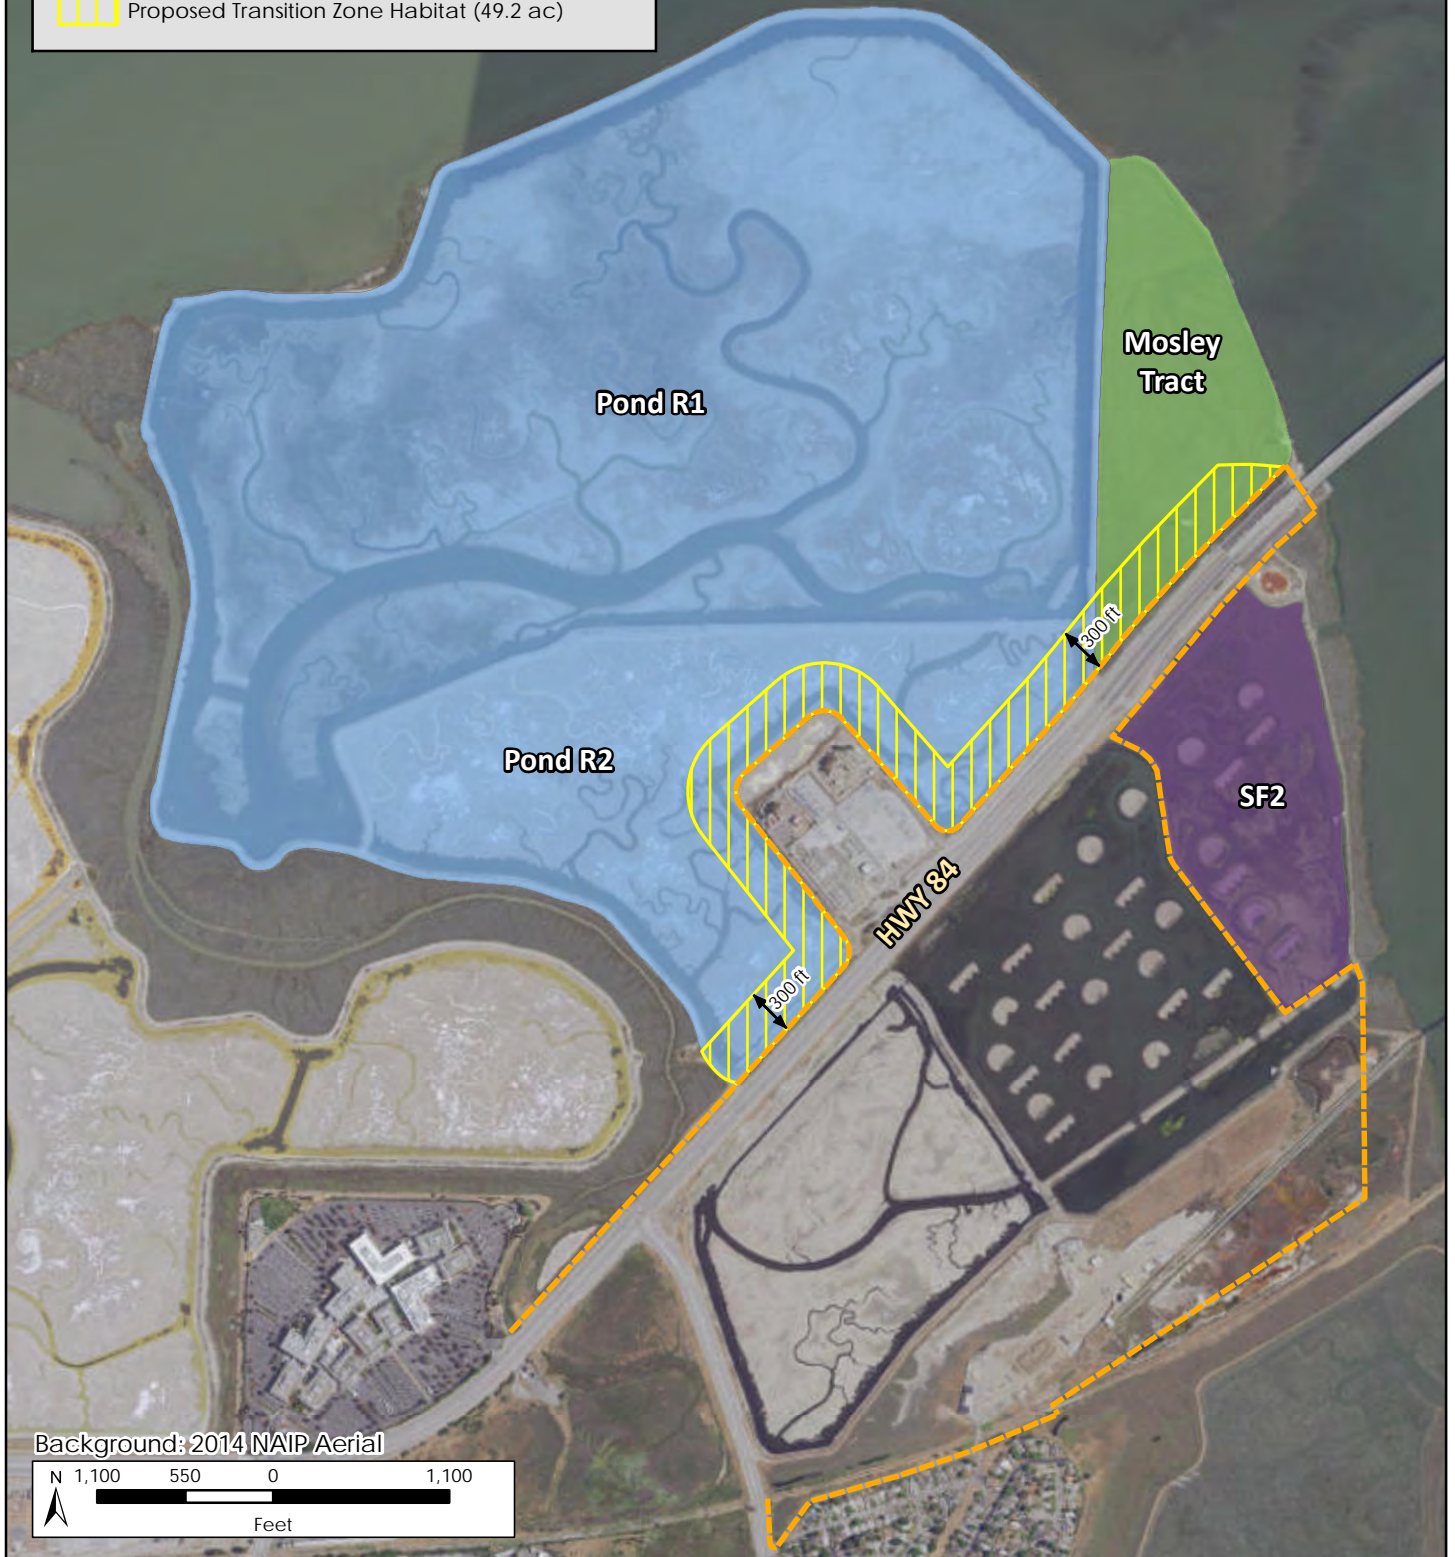 Proposed Transition Zone Habitat (49.2 ac)
Mosley
Tract
Pond R1
300 ft
Pond R2
SF2
HWY 84
300 ft
Background: 2014 NAIP Aerial
N 1,100 550 0 1,100
Feet